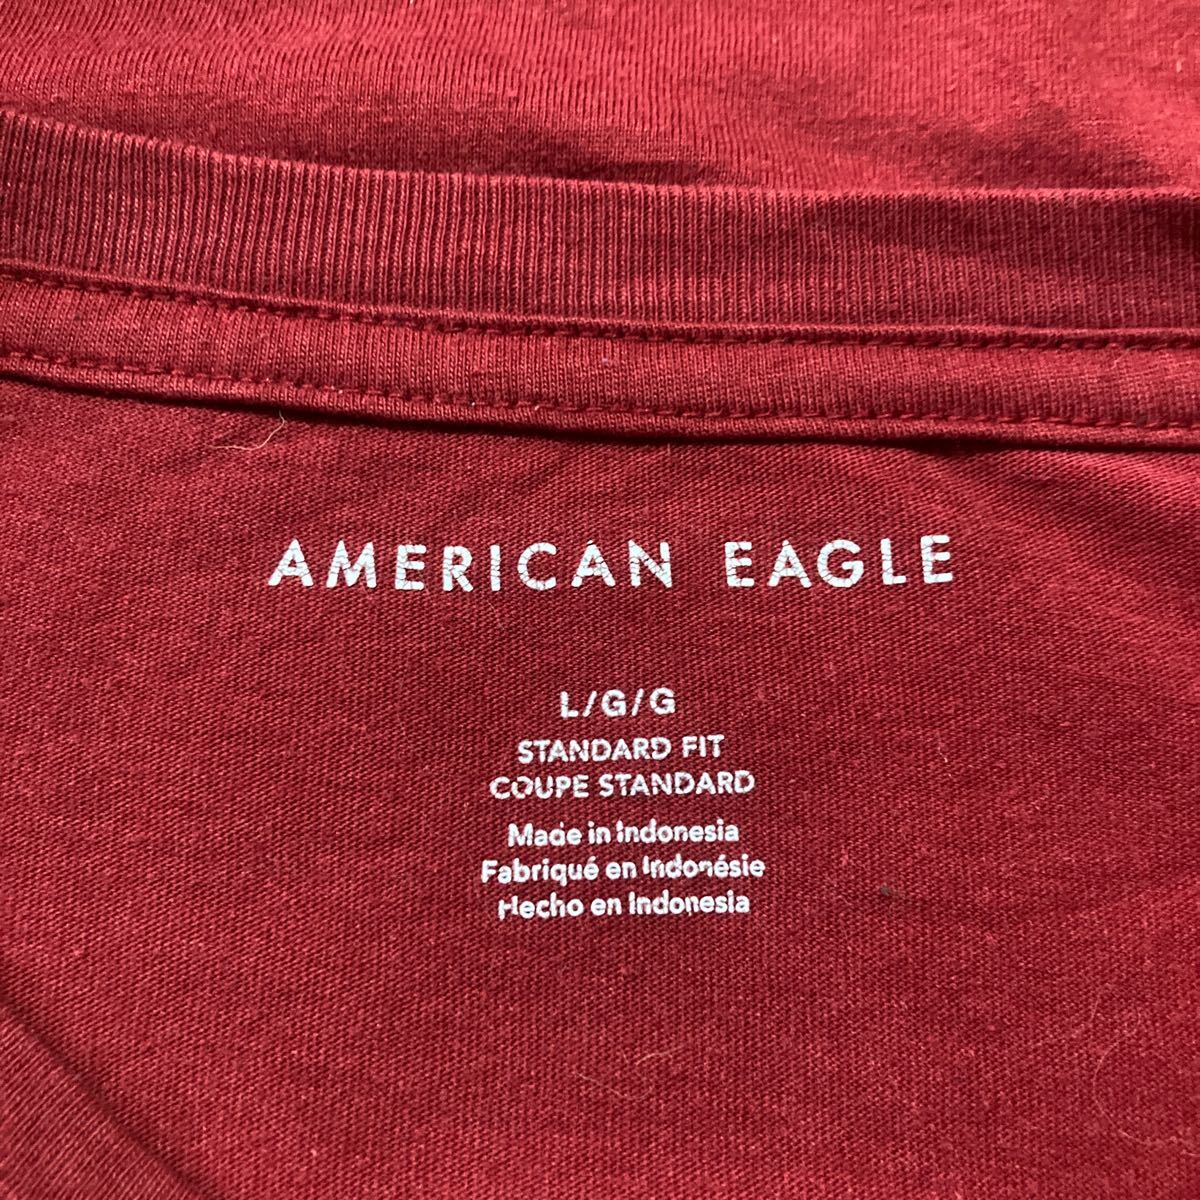 AMERICAN EAGLE
L/G/G
STANDARD FIT
COUPE STANDARD
Made in Indonesia
Fabriqué en Indonésie
Hecho en Indonesia